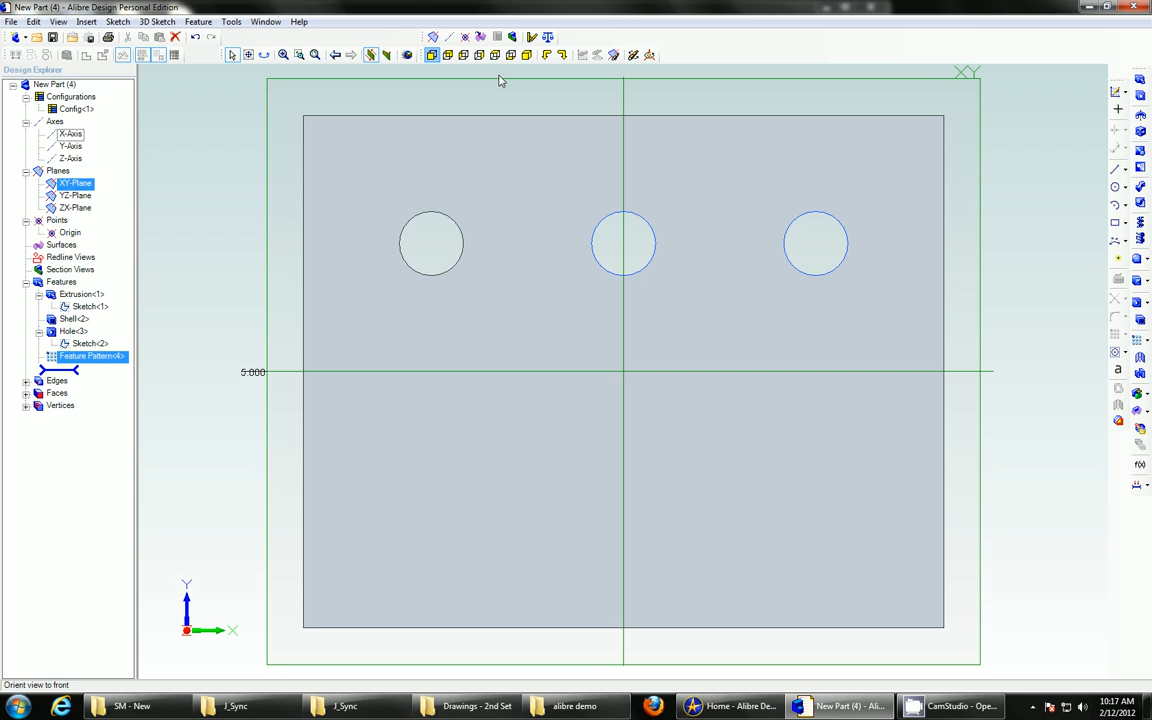 New Part (4) - Alibre Design Personal Edition
File Edit View Insert Sketch 3D Sketch Feature Tools Window Help
Design Explorer
New Part (4)
Configurations
Config<1>
Axes
X-Axis
Y-Axis
Z-Axis
Planes
XY-Plane
YZ-Plane
ZX-Plane
Points
Origin
Surfaces
Redline Views
Section Views
Features
Extrusion<1>
Sketch<1>
Shell<2>
Hole<3>
Sketch<2>
Feature Pattern<4>
Edges
Faces
Vertices
XY
5.000
Y
X
a
f(x)
Orient view to front
SM - New
J_Sync
J_Sync
Drawings - 2nd Set
alibre demo
Home - Alibre De...
New Part (4) - Ali...
CamStudio - Ope...
10:17 AM
2/12/2012